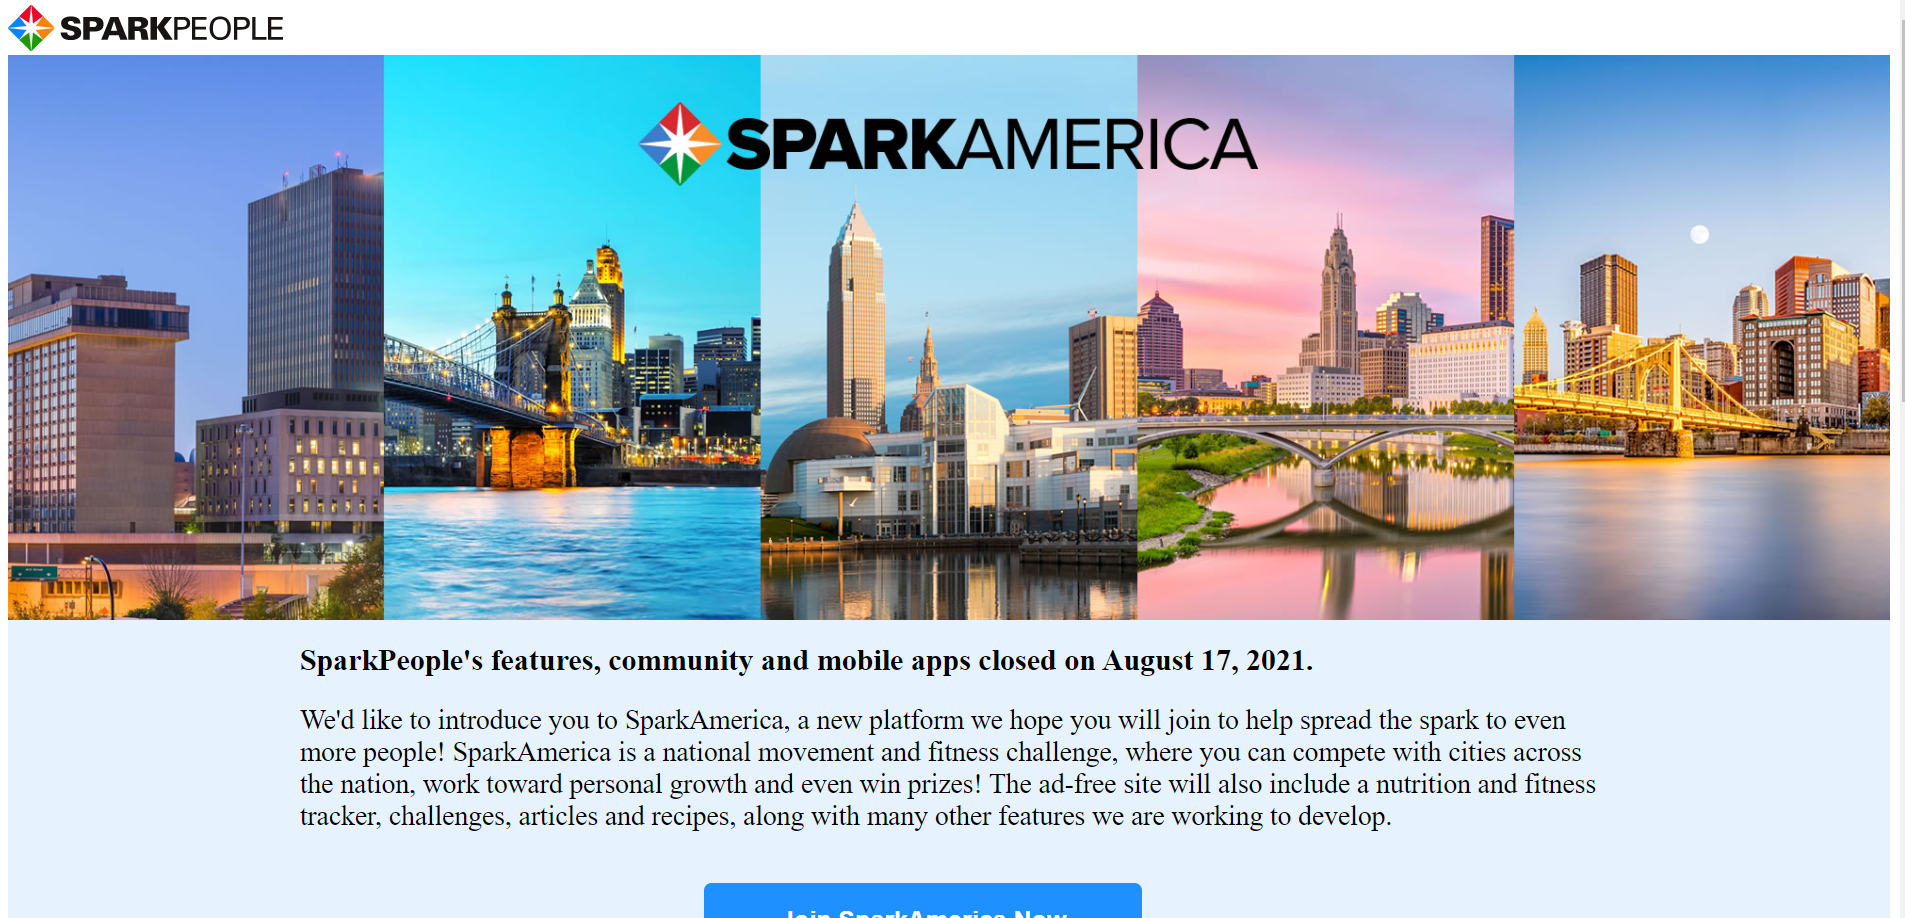 SPARKPEOPLE
SPARKAMERICA
SparkPeople's features, community and mobile apps closed on August 17, 2021.
We'd like to introduce you to SparkAmerica, a new platform we hope you will join to help spread the spark to even
more people! SparkAmerica is a national movement and fitness challenge, where you can compete with cities across
the nation, work toward personal growth and even win prizes! The ad-free site will also include a nutrition and fitness
tracker, challenges, articles and recipes, along with many other features we are working to develop.
Join SparkAmerica Now